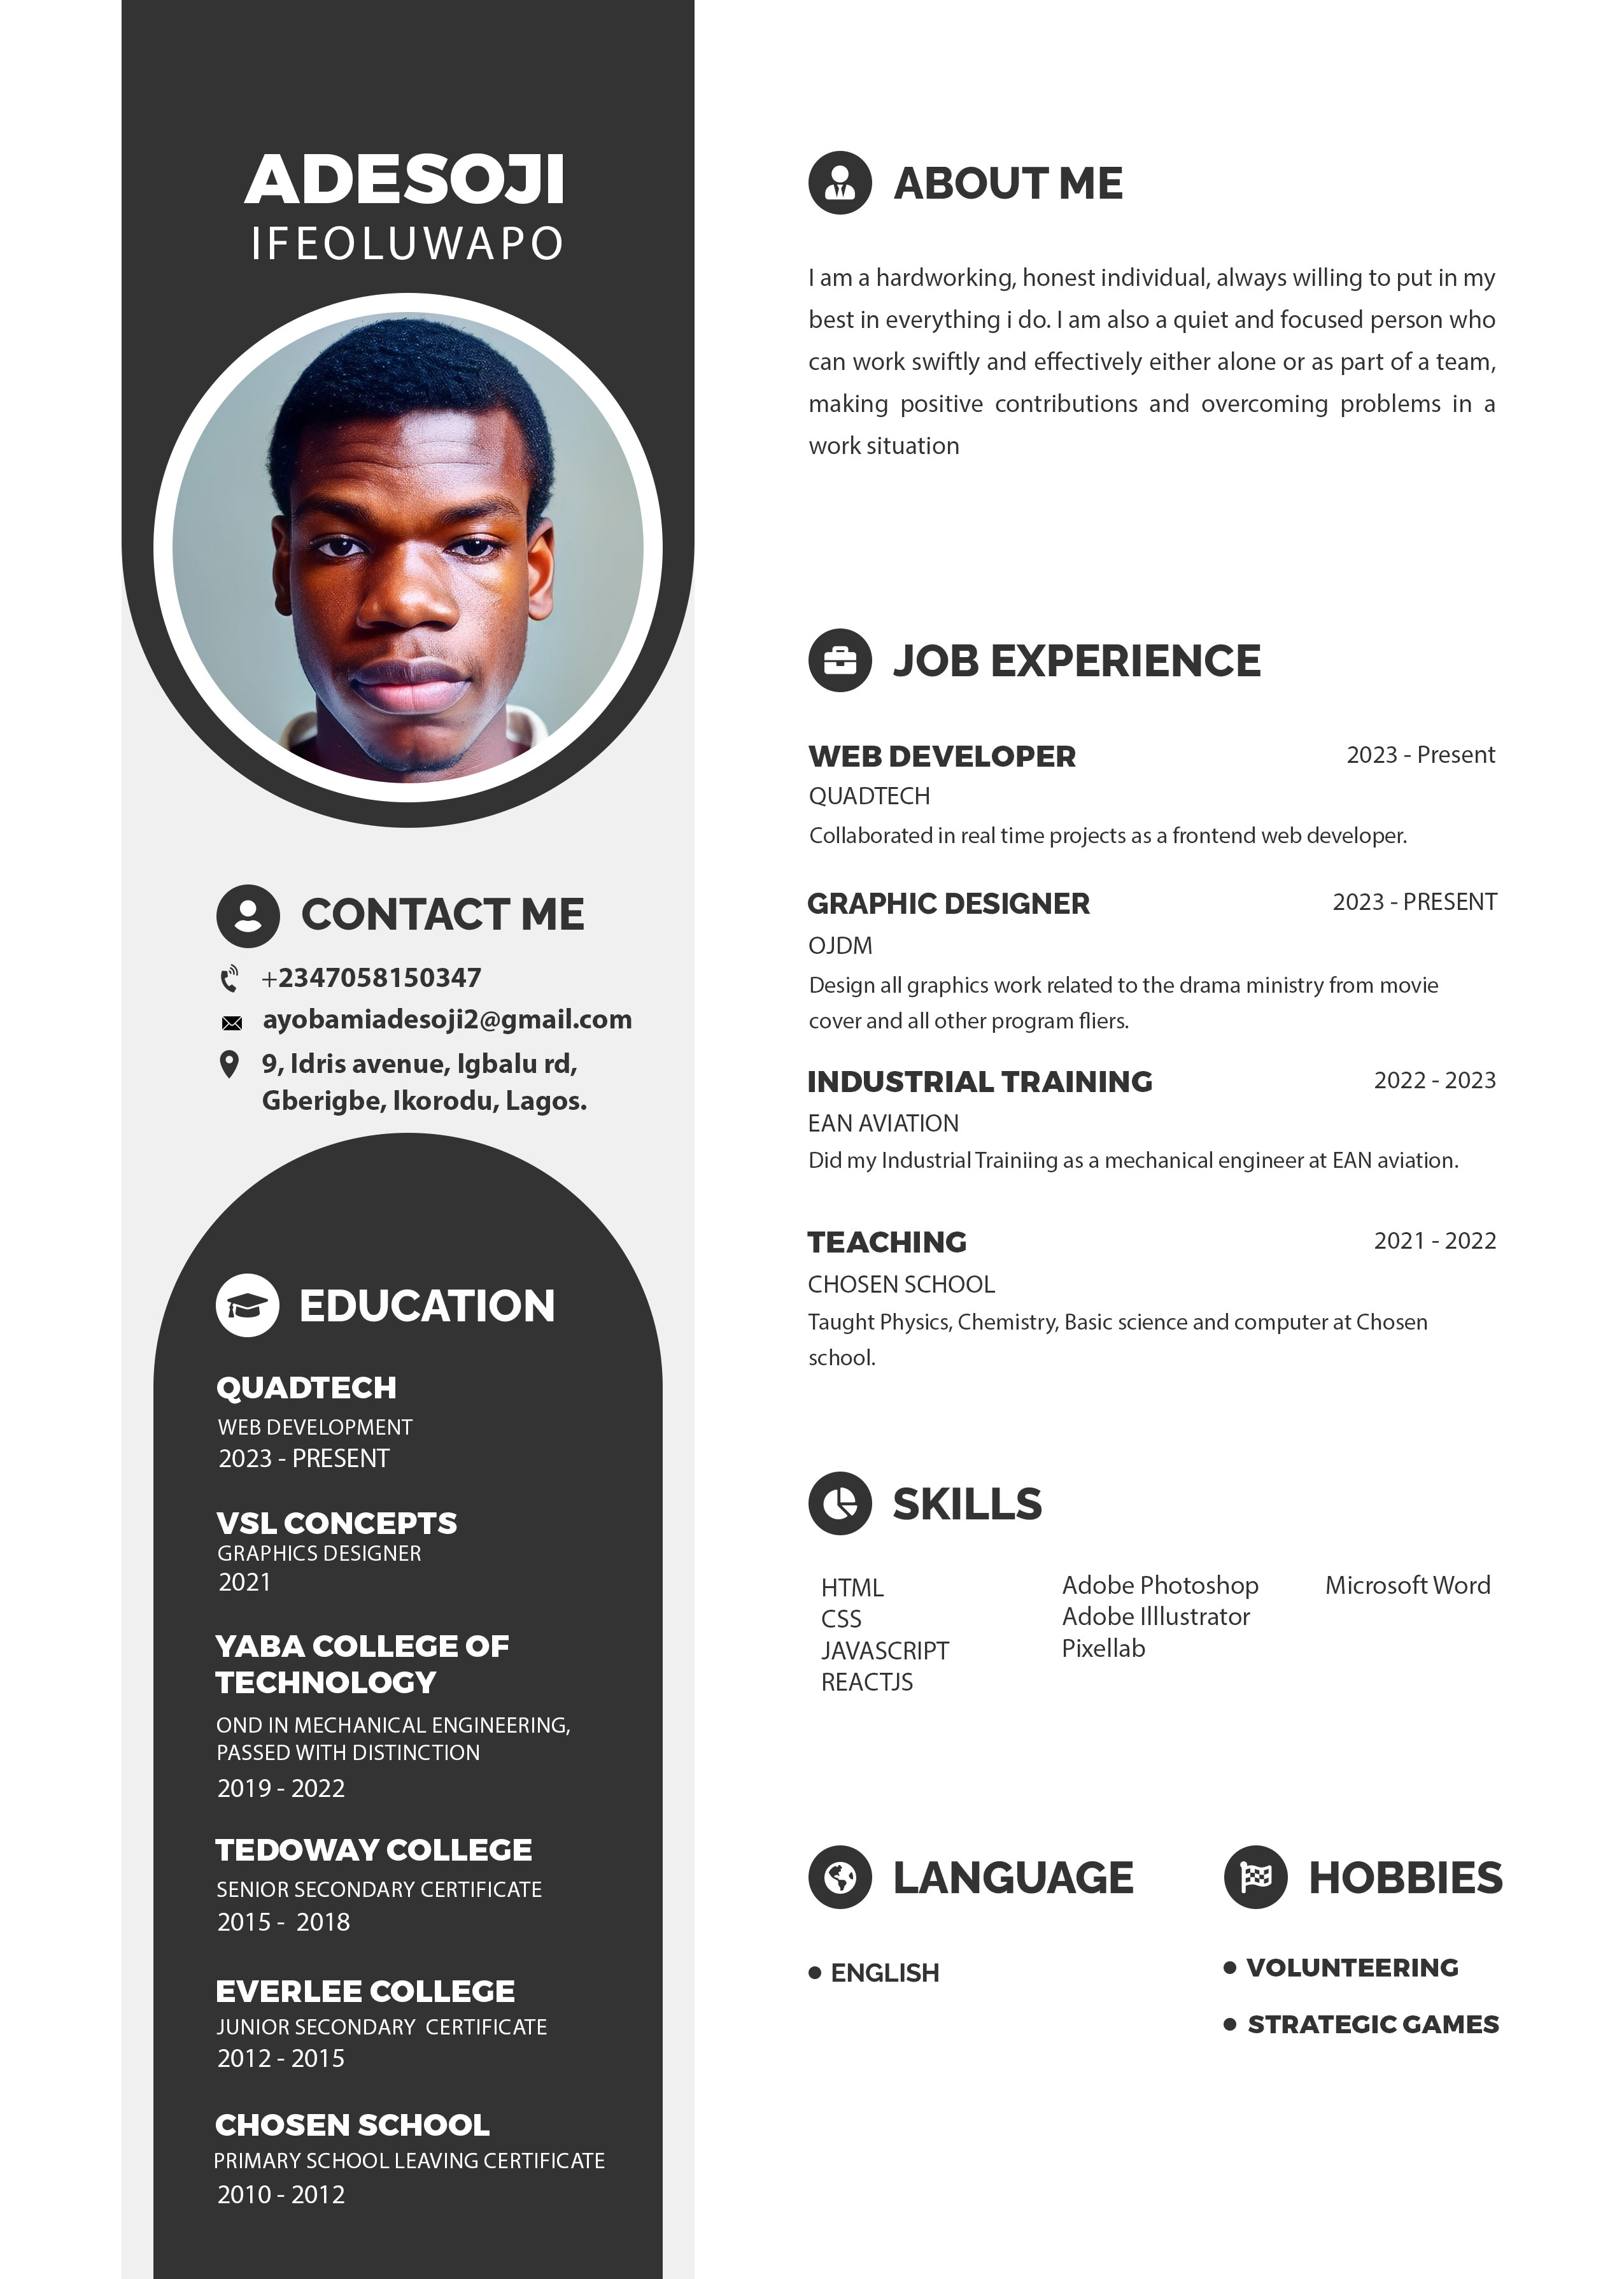 ADESOJI
IFEOLUWAPO
CONTACT ME
+2347058150347
ayobamiadesoji2@gmail.com
9, Idris avenue, Igbalu rd,
Gberigbe, Ikorodu, Lagos.
EDUCATION
QUADTECH
WEB DEVELOPMENT
2023 - PRESENT
VSL CONCEPTS
GRAPHICS DESIGNER
2021
YABA COLLEGE OF
TECHNOLOGY
OND IN MECHANICAL ENGINEERING,
PASSED WITH DISTINCTION
2019 - 2022
TEDOWAY COLLEGE
SENIOR SECONDARY CERTIFICATE
2015 -  2018
EVERLEE COLLEGE
JUNIOR SECONDARY  CERTIFICATE
2012 - 2015
CHOSEN SCHOOL
PRIMARY SCHOOL LEAVING CERTIFICATE
2010 - 2012
ABOUT ME
I am a hardworking, honest individual, always willing to put in my
best in everything i do. I am also a quiet and focused person who
can work swiftly and effectively either alone or as part of a team,
making positive contributions and overcoming problems in a
work situation
JOB EXPERIENCE
WEB DEVELOPER 2023 - Present
QUADTECH
Collaborated in real time projects as a frontend web developer.
GRAPHIC DESIGNER 2023 - PRESENT
OJDM
Design all graphics work related to the drama ministry from movie
cover and all other program fliers.
INDUSTRIAL TRAINING 2022 - 2023
EAN AVIATION
Did my Industrial Trainiing as a mechanical engineer at EAN aviation.
TEACHING 2021 - 2022
CHOSEN SCHOOL
Taught Physics, Chemistry, Basic science and computer at Chosen
school.
SKILLS
HTML
CSS
JAVASCRIPT
REACTJS
Adobe Photoshop
Adobe Illlustrator
Pixellab
Microsoft Word
LANGUAGE
ENGLISH
HOBBIES
VOLUNTEERING
STRATEGIC GAMES